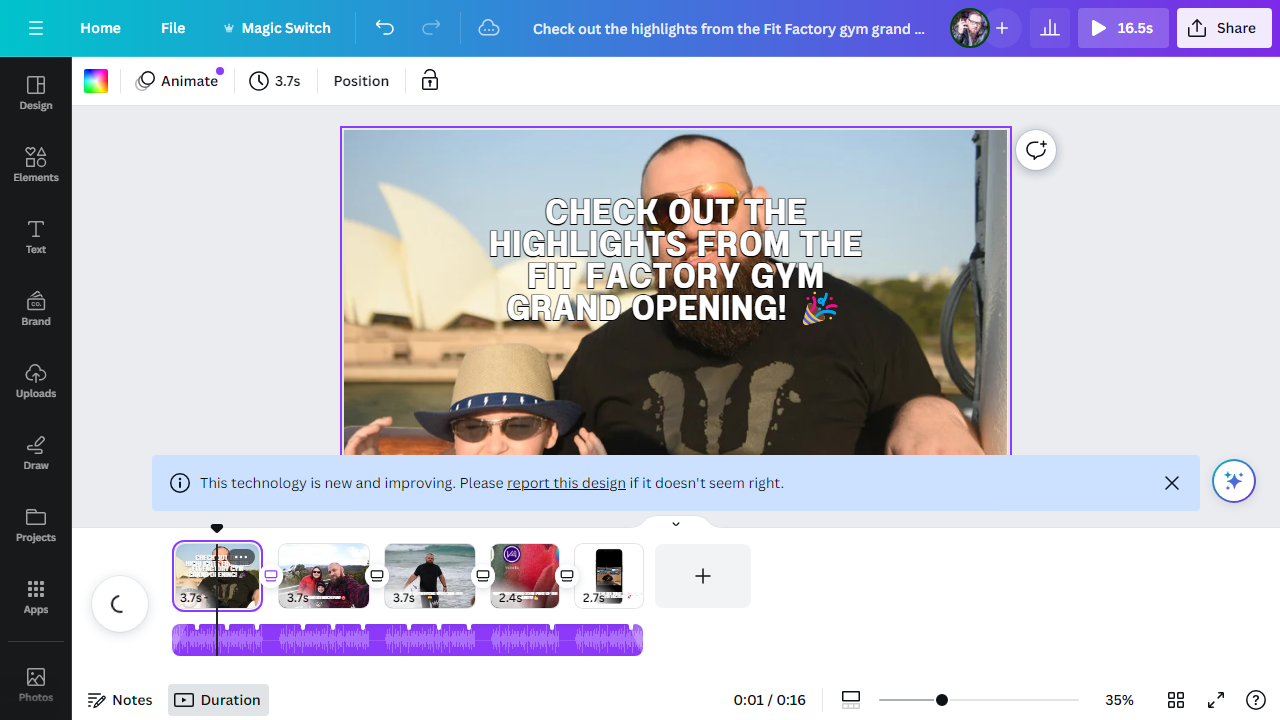 Home
File
Magic Switch
Check out the highlights from the Fit Factory gym grand ...
16.5s
Share
Design
Elements
Text
Brand
CO.
Uploads
Draw
Projects
Apps
Photos
Animate
3.7s
Position
CHECK OUT THE
HIGHLIGHTS FROM THE
FIT FACTORY GYM
GRAND OPENING! 🎉
This technology is new and improving. Please report this design if it doesn't seem right.
3.7s
3.7s
3.7s
2.4s
2.7s
Notes
Duration
0:01 / 0:16
35%